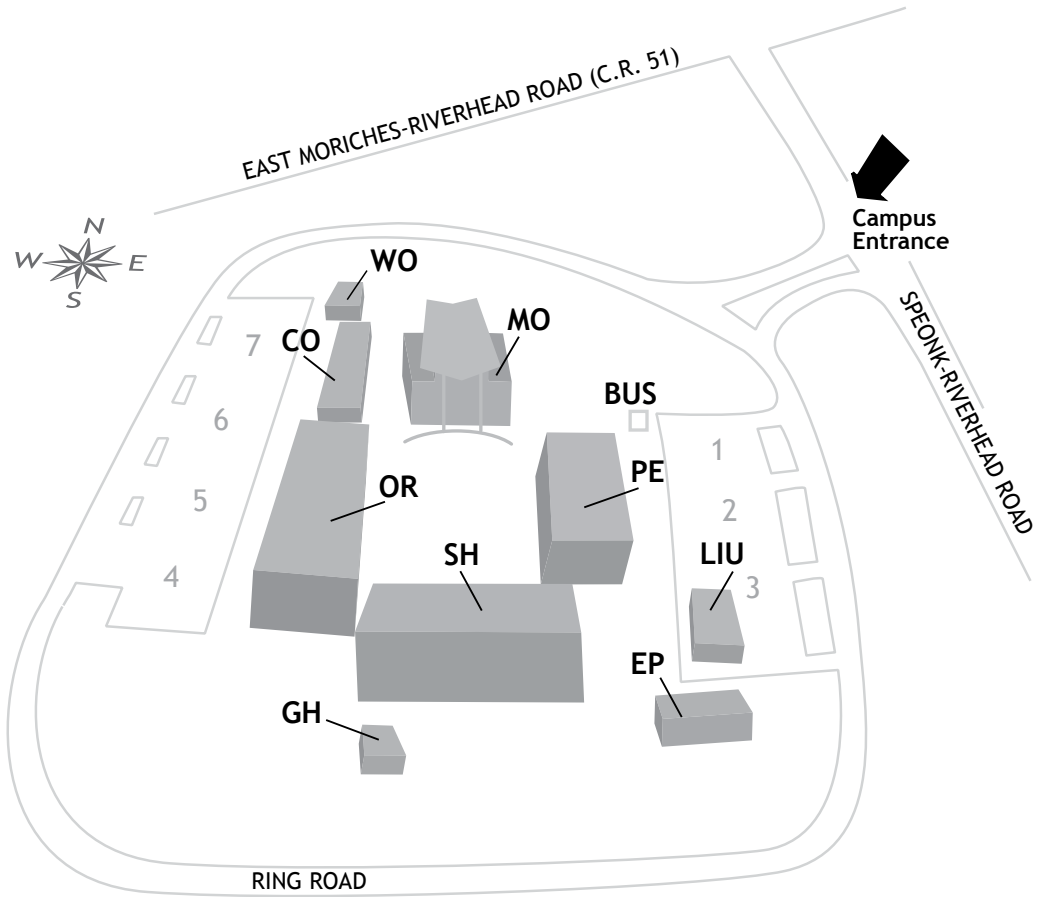 EAST MORICHES-RIVERHEAD ROAD (C.R. 51)
Campus
Entrance
N
W
E
S
WO
MO
7
CO
SPEONK-RIVERHEAD ROAD
BUS
6
1
PE
OR
5
2
SH
LIU
4
3
EP
GH
RING ROAD